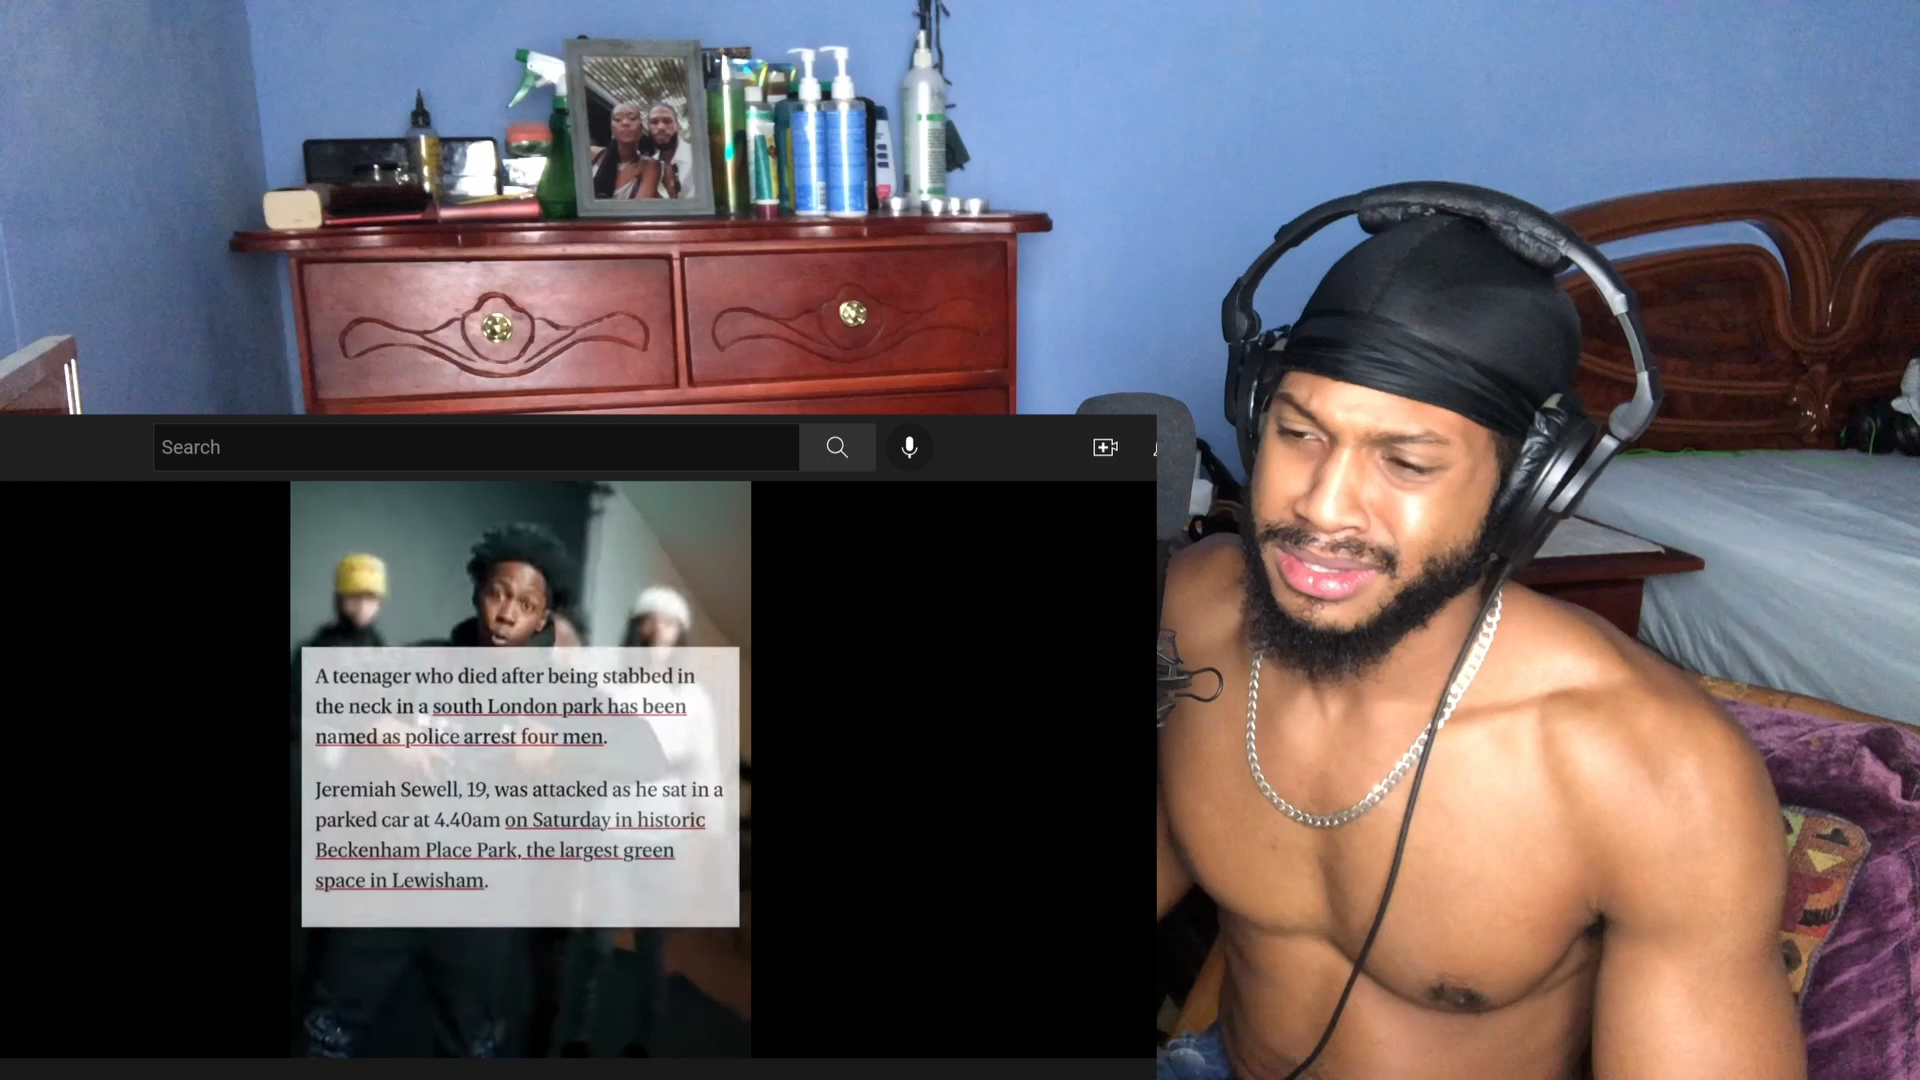 Search
A teenager who died after being stabbed in
the neck in a south London park has been
named as police arrest four men.
Jeremiah Sewell, 19, was attacked as he sat in a
parked car at 4.40am on Saturday in historic
Beckenham Place Park, the largest green
space in Lewisham.